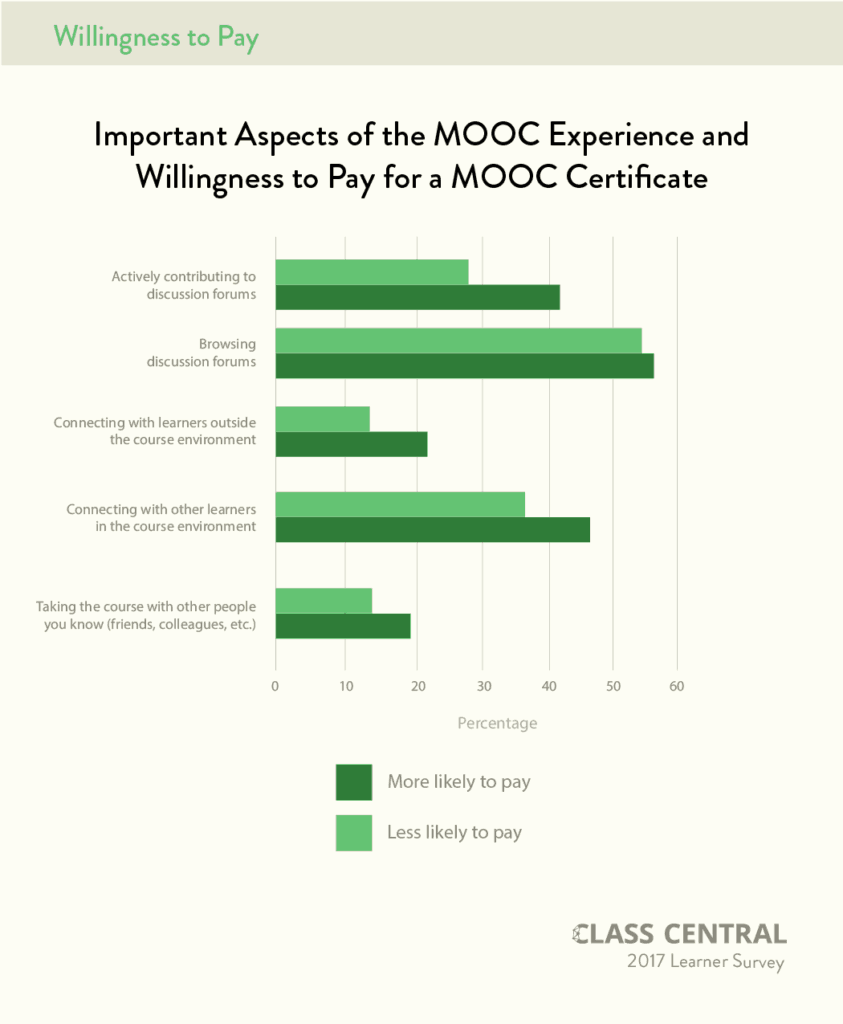 Willingness to Pay
Important Aspects of the MOOC Experience and
Willingness to Pay for a MOOC Certificate
Actively contributing to
discussion forums
Browsing
discussion forums
Connecting with learners outside
the course environment
Connecting with other learners
in the course environment
Taking the course with other people
you know (friends, colleagues, etc.)
0 10 20 30 40 50 60
Percentage
More likely to pay
Less likely to pay
CLASS CENTRAL
2017 Learner Survey